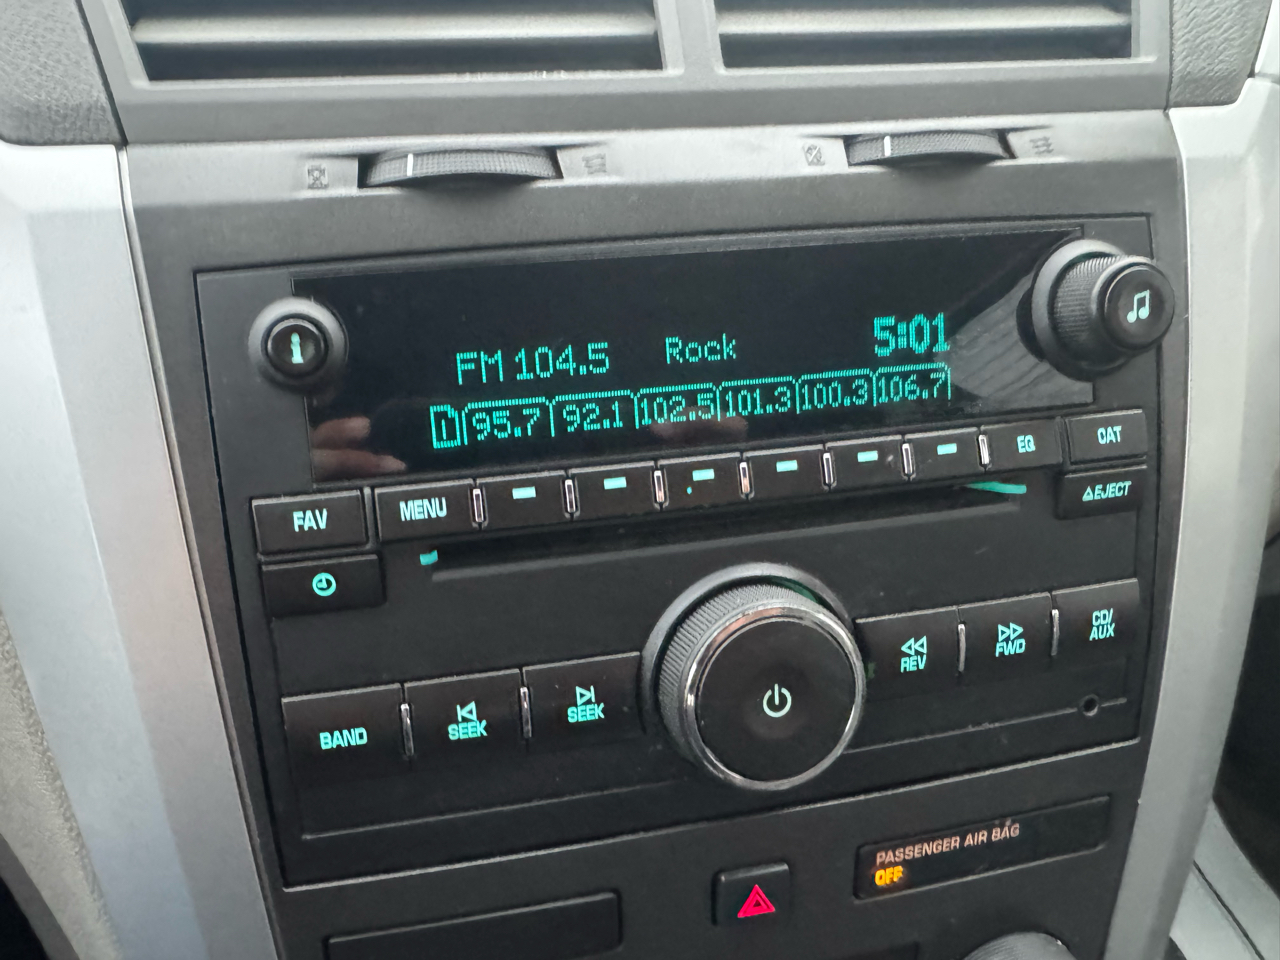 FM 104.5 Rock 5:01
1 95.7 92.1 102.5 101.3 100.3 106.7
FAV MENU EQ CAT
EJECT
BAND SEEK SEEK REV FWD CD/
AUX
PASSENGER AIR BAG
OFF